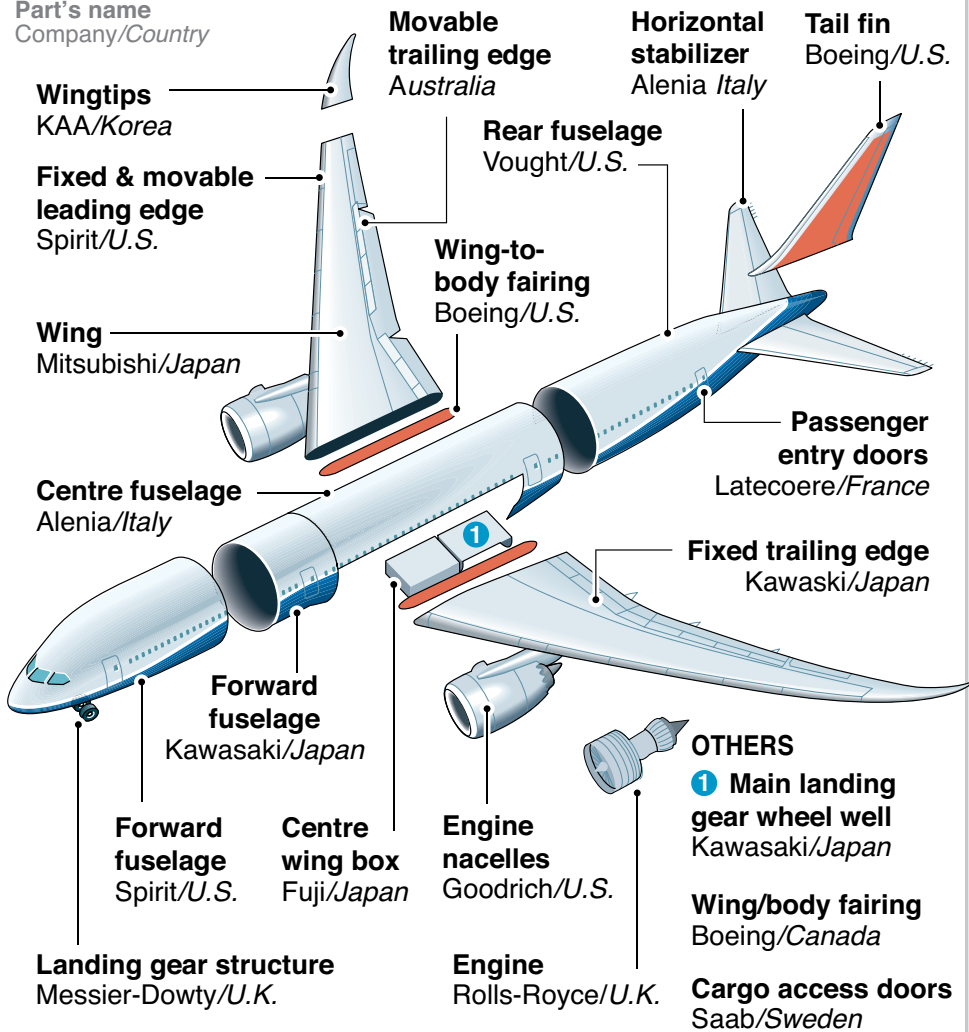 Part's name
Company/Country
Wingtips
KAA/Korea
Fixed & movable
leading edge
Spirit/U.S.
Wing
Mitsubishi/Japan
Movable
trailing edge
Australia
Horizontal
stabilizer
Alenia Italy
Tail fin
Boeing/U.S.
Rear fuselage
Vought/U.S.
Wing-to-
body fairing
Boeing/U.S.
Passenger
entry doors
Latecoere/France
Centre fuselage
Alenia/Italy
1
Fixed trailing edge
Kawaski/Japan
Forward
fuselage
Kawasaki/Japan
Forward
fuselage
Spirit/U.S.
Centre
wing box
Fuji/Japan
Engine
nacelles
Goodrich/U.S.
Landing gear structure
Messier-Dowty/U.K.
Engine
Rolls-Royce/U.K.
OTHERS
1 Main landing
gear wheel well
Kawasaki/Japan
Wing/body fairing
Boeing/Canada
Cargo access doors
Saab/Sweden